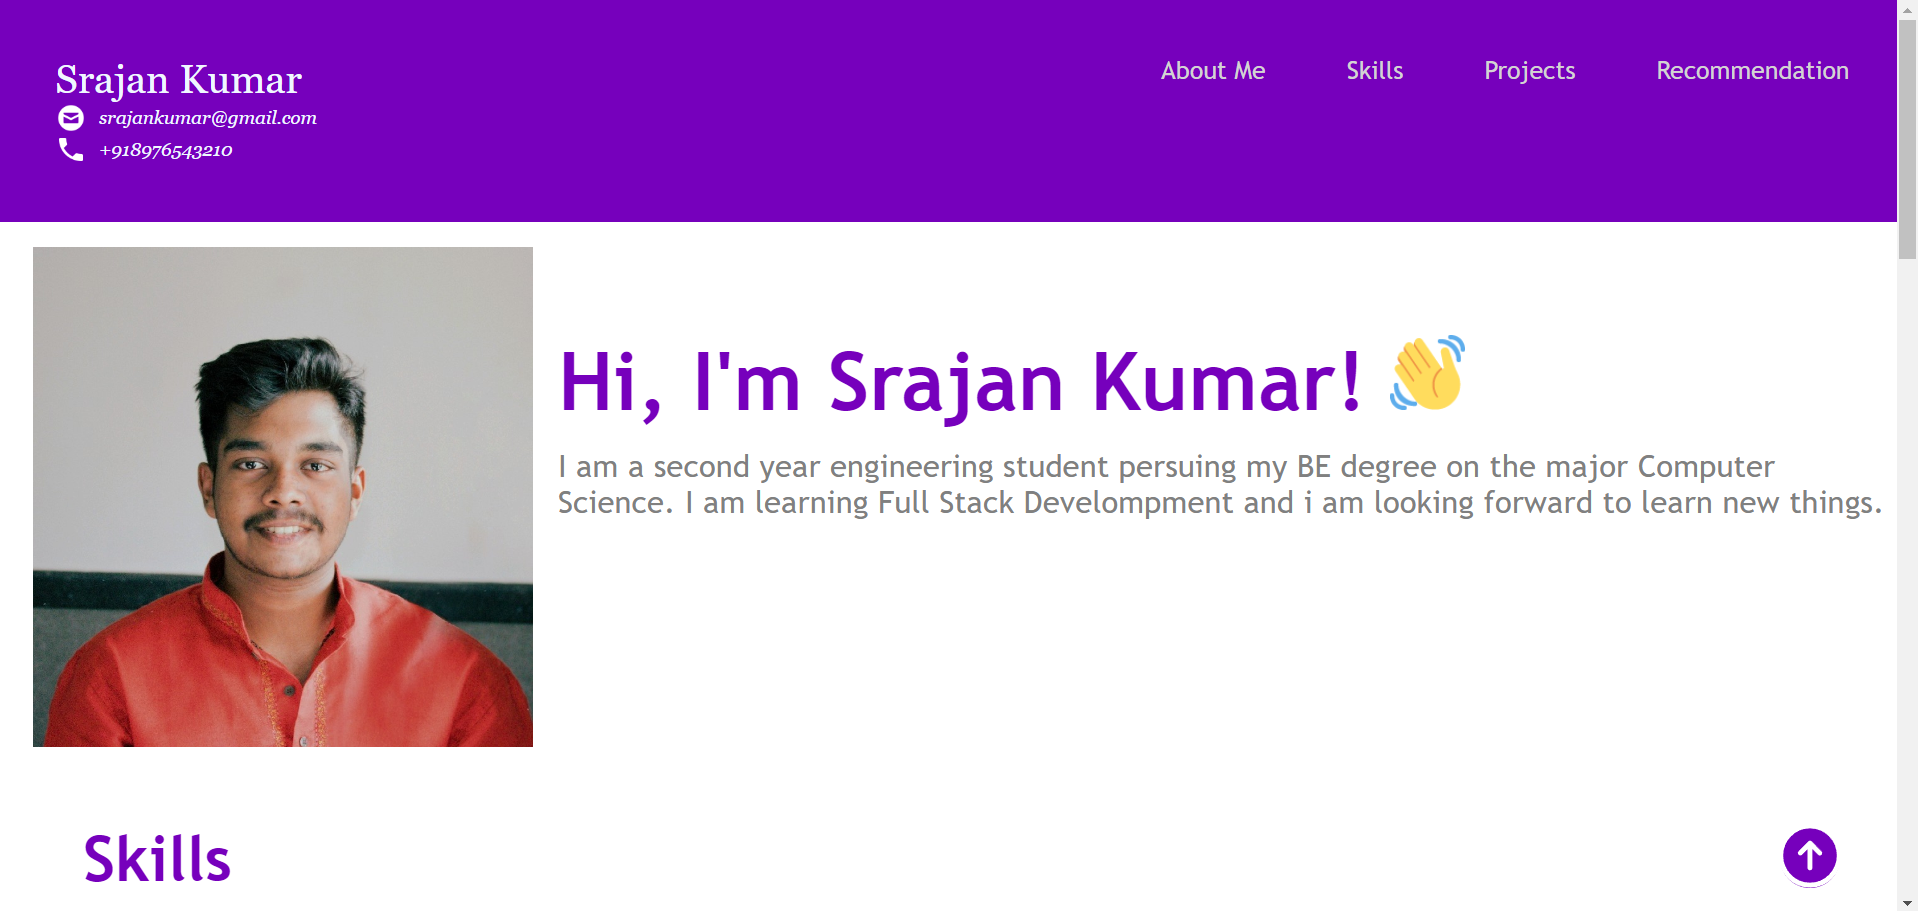 Srajan Kumar
srajankumar@gmail.com
+918976543210
About Me Skills Projects Recommendation
Hi, I'm Srajan Kumar! 👋
I am a second year engineering student persuing my BE degree on the major Computer
Science. I am learning Full Stack Develompment and i am looking forward to learn new things.
Skills